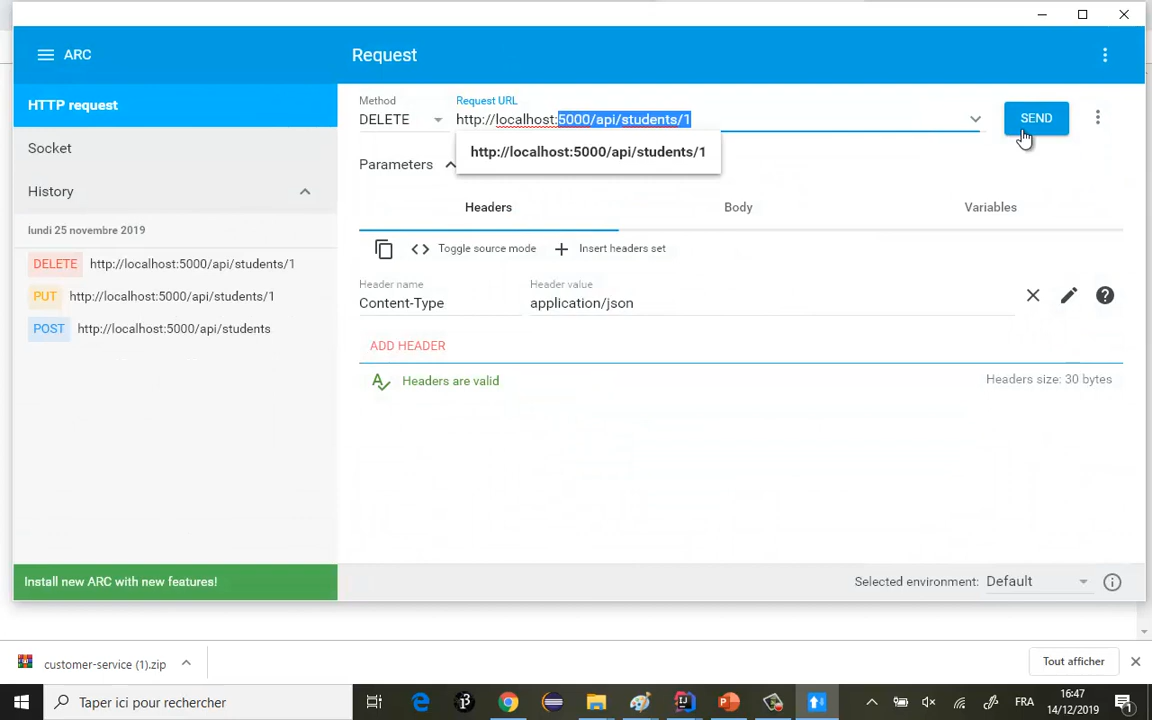 ARC
Request
HTTP request
Socket
History
lundi 25 novembre 2019
DELETE http://localhost:5000/api/students/1
PUT http://localhost:5000/api/students/1
POST http://localhost:5000/api/students
Install new ARC with new features!
Method
DELETE
Request URL
http://localhost:5000/api/students/1
SEND
http://localhost:5000/api/students/1
Parameters
Headers Body Variables
Toggle source mode Insert headers set
Header name Header value
Content-Type application/json
ADD HEADER
Headers are valid Headers size: 30 bytes
Selected environment: Default
customer-service (1).zip
Tout afficher
Taper ici pour rechercher
FRA
16:47
14/12/2019
1